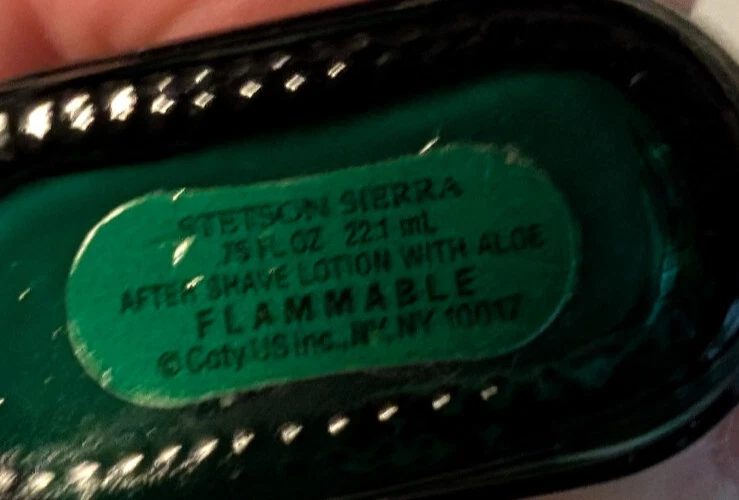 STETSON SIERRA
.75 FL OZ 22.1 mL
AFTER SHAVE LOTION WITH ALOE
FLAMMABLE
©Coty US Inc., NY, NY 10017